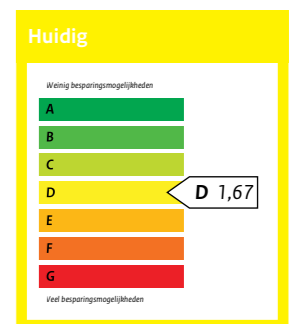 Huidig
Weinig besparingsmogelijkheden
A
B
C
D
D 1,67
E
F
G
Veel besparingsmogelijkheden